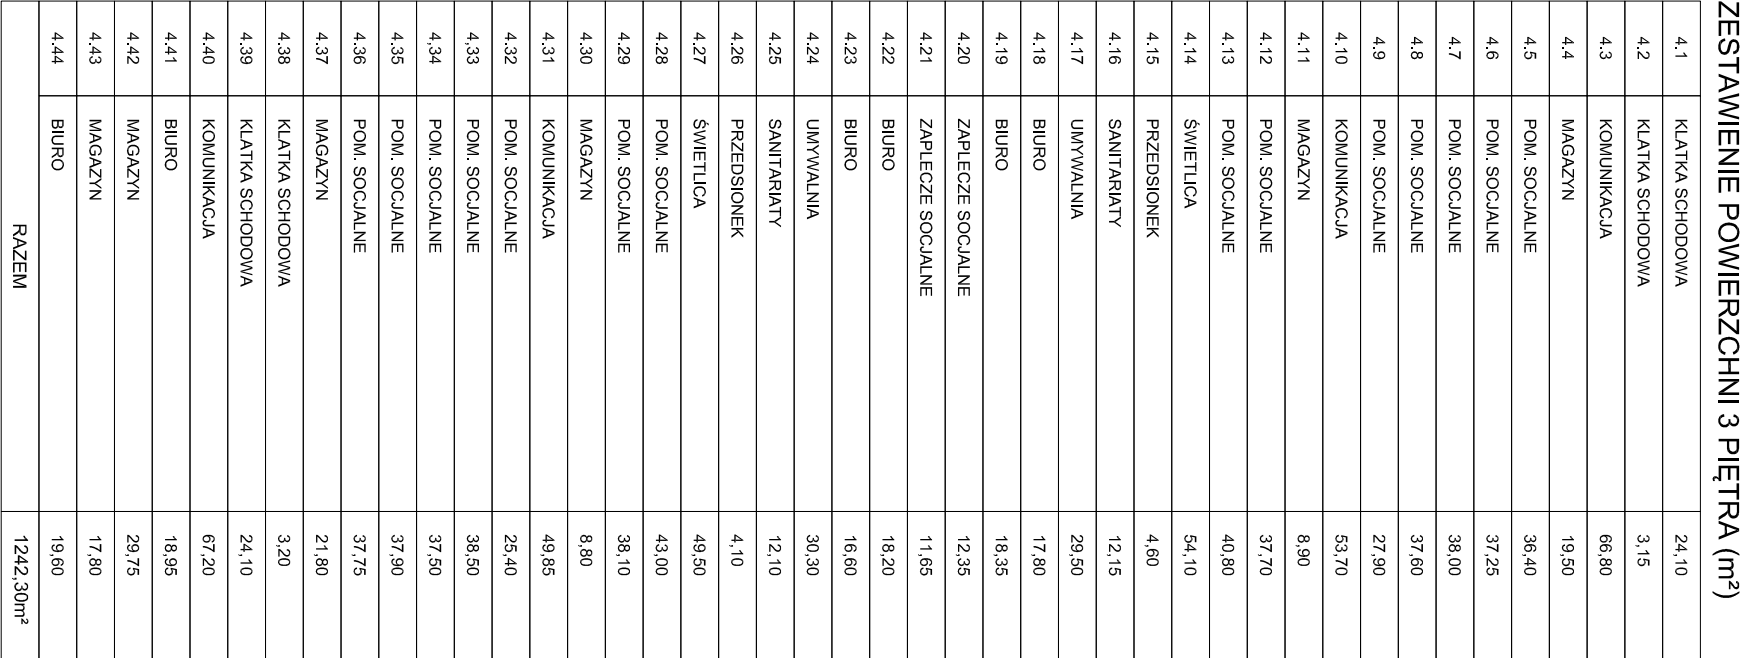 ZESTAWIENIE POWIERZCHNI 3 PIĘTRA (m²)
4.1 KLATKA SCHODOWA 24,10
4.2 KLATKA SCHODOWA 3,15
4.3 KOMUNIKACJA 66,80
4.4 MAGAZYN 19,50
4.5 POM. SOCJALNE 36,40
4.6 POM. SOCJALNE 37,25
4.7 POM. SOCJALNE 38,00
4.8 POM. SOCJALNE 37,60
4.9 POM. SOCJALNE 27,90
4.10 KOMUNIKACJA 53,70
4.11 MAGAZYN 8,90
4.12 POM. SOCJALNE 37,70
4.13 POM. SOCJALNE 40,80
4.14 ŚWIETLICA 54,10
4.15 PRZEDSIONEK 4,60
4.16 SANITARIATY 12,15
4.17 UMYWALNIA 29,50
4.18 BIURO 17,80
4.19 BIURO 18,35
4.20 ZAPLECZE SOCJALNE 12,35
4.21 ZAPLECZE SOCJALNE 11,65
4.22 BIURO 18,20
4.23 BIURO 16,60
4.24 UMYWALNIA 30,30
4.25 SANITARIATY 12,10
4.26 PRZEDSIONEK 4,10
4.27 ŚWIETLICA 49,50
4.28 POM. SOCJALNE 43,00
4.29 POM. SOCJALNE 38,10
4.30 MAGAZYN 8,80
4.31 KOMUNIKACJA 49,85
4.32 POM. SOCJALNE 25,40
4,33 POM. SOCJALNE 38,50
4,34 POM. SOCJALNE 37,50
4.35 POM. SOCJALNE 37,90
4.36 POM. SOCJALNE 37,75
4.37 MAGAZYN 21,80
4.38 KLATKA SCHODOWA 3,20
4.39 KLATKA SCHODOWA 24,10
4.40 KOMUNIKACJA 67,20
4.41 BIURO 18,95
4.42 MAGAZYN 29,75
4.43 MAGAZYN 17,80
4.44 BIURO 19,60
RAZEM 1242,30m²